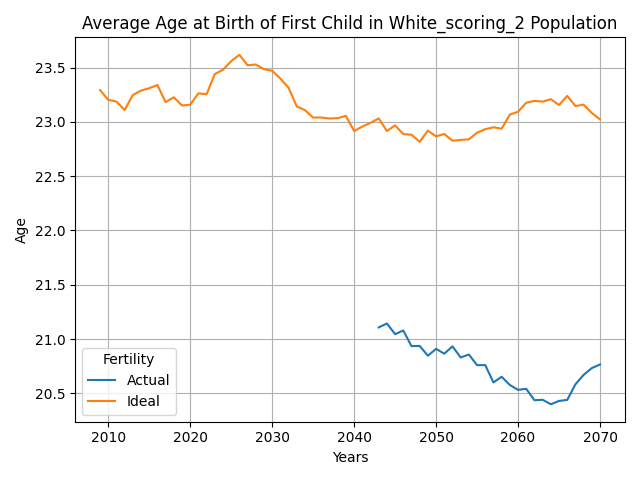 Average Age at Birth of First Child in White_scoring_2 Population
Age
23.5
23.0
22.5
22.0
21.5
21.0
20.5
Fertility
Actual
Ideal
2010 2020 2030 2040 2050 2060 2070
Years